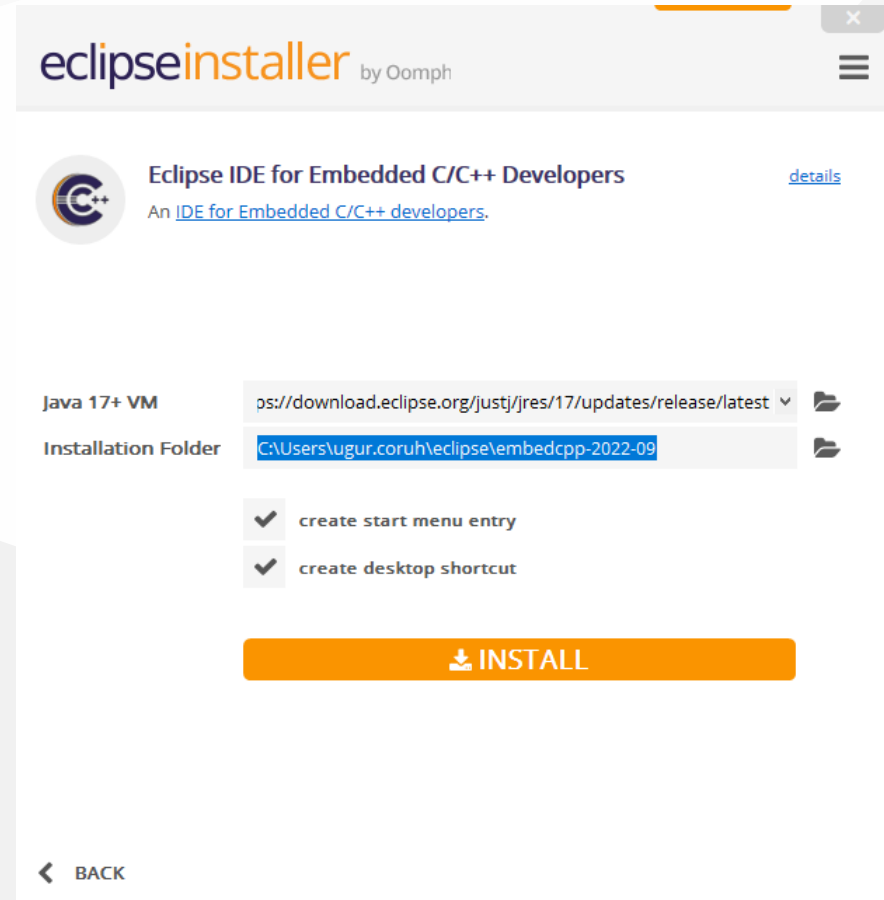 eclipseinstaller by Oomph
Eclipse IDE for Embedded C/C++ Developers
details
An IDE for Embedded C/C++ developers.
Java 17+ VM
ps://download.eclipse.org/justj/jres/17/updates/release/latest
Installation Folder
C:\Users\ugur.coruh\eclipse\embedcpp-2022-09
create start menu entry
create desktop shortcut
INSTALL
BACK